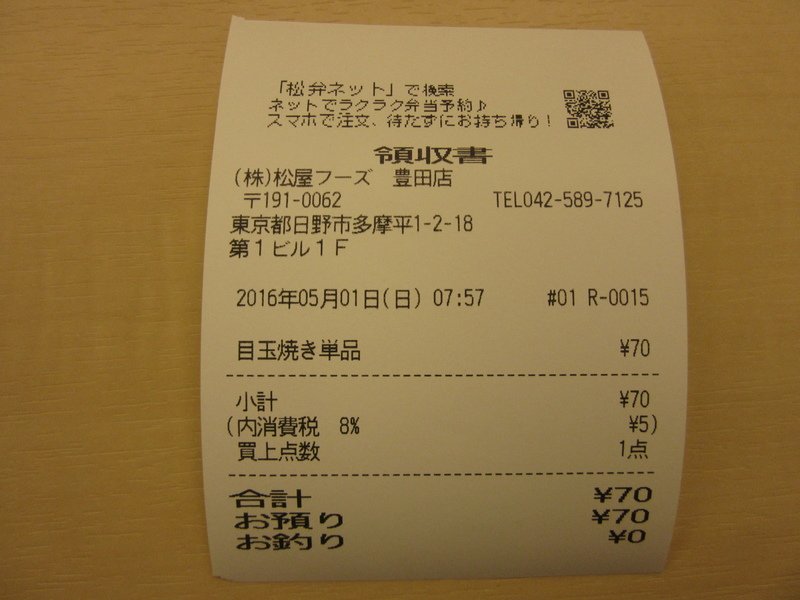 「松弁ネット」で検索
ネットでラクラク弁当予約♪
スマホで注文、待たずにお持ち帰り!
領収書
(株)松屋フーズ 豊田店
〒191-0062 TEL042-589-7125
東京都日野市多摩平1-2-18
第１ビル１Ｆ
2016年05月01日(日) 07:57 #01 R-0015
目玉焼き単品 ¥70
小計 ¥70
(内消費税 8% ¥5)
買上点数 1点
合計 ¥70
お預り ¥70
お釣り ¥0